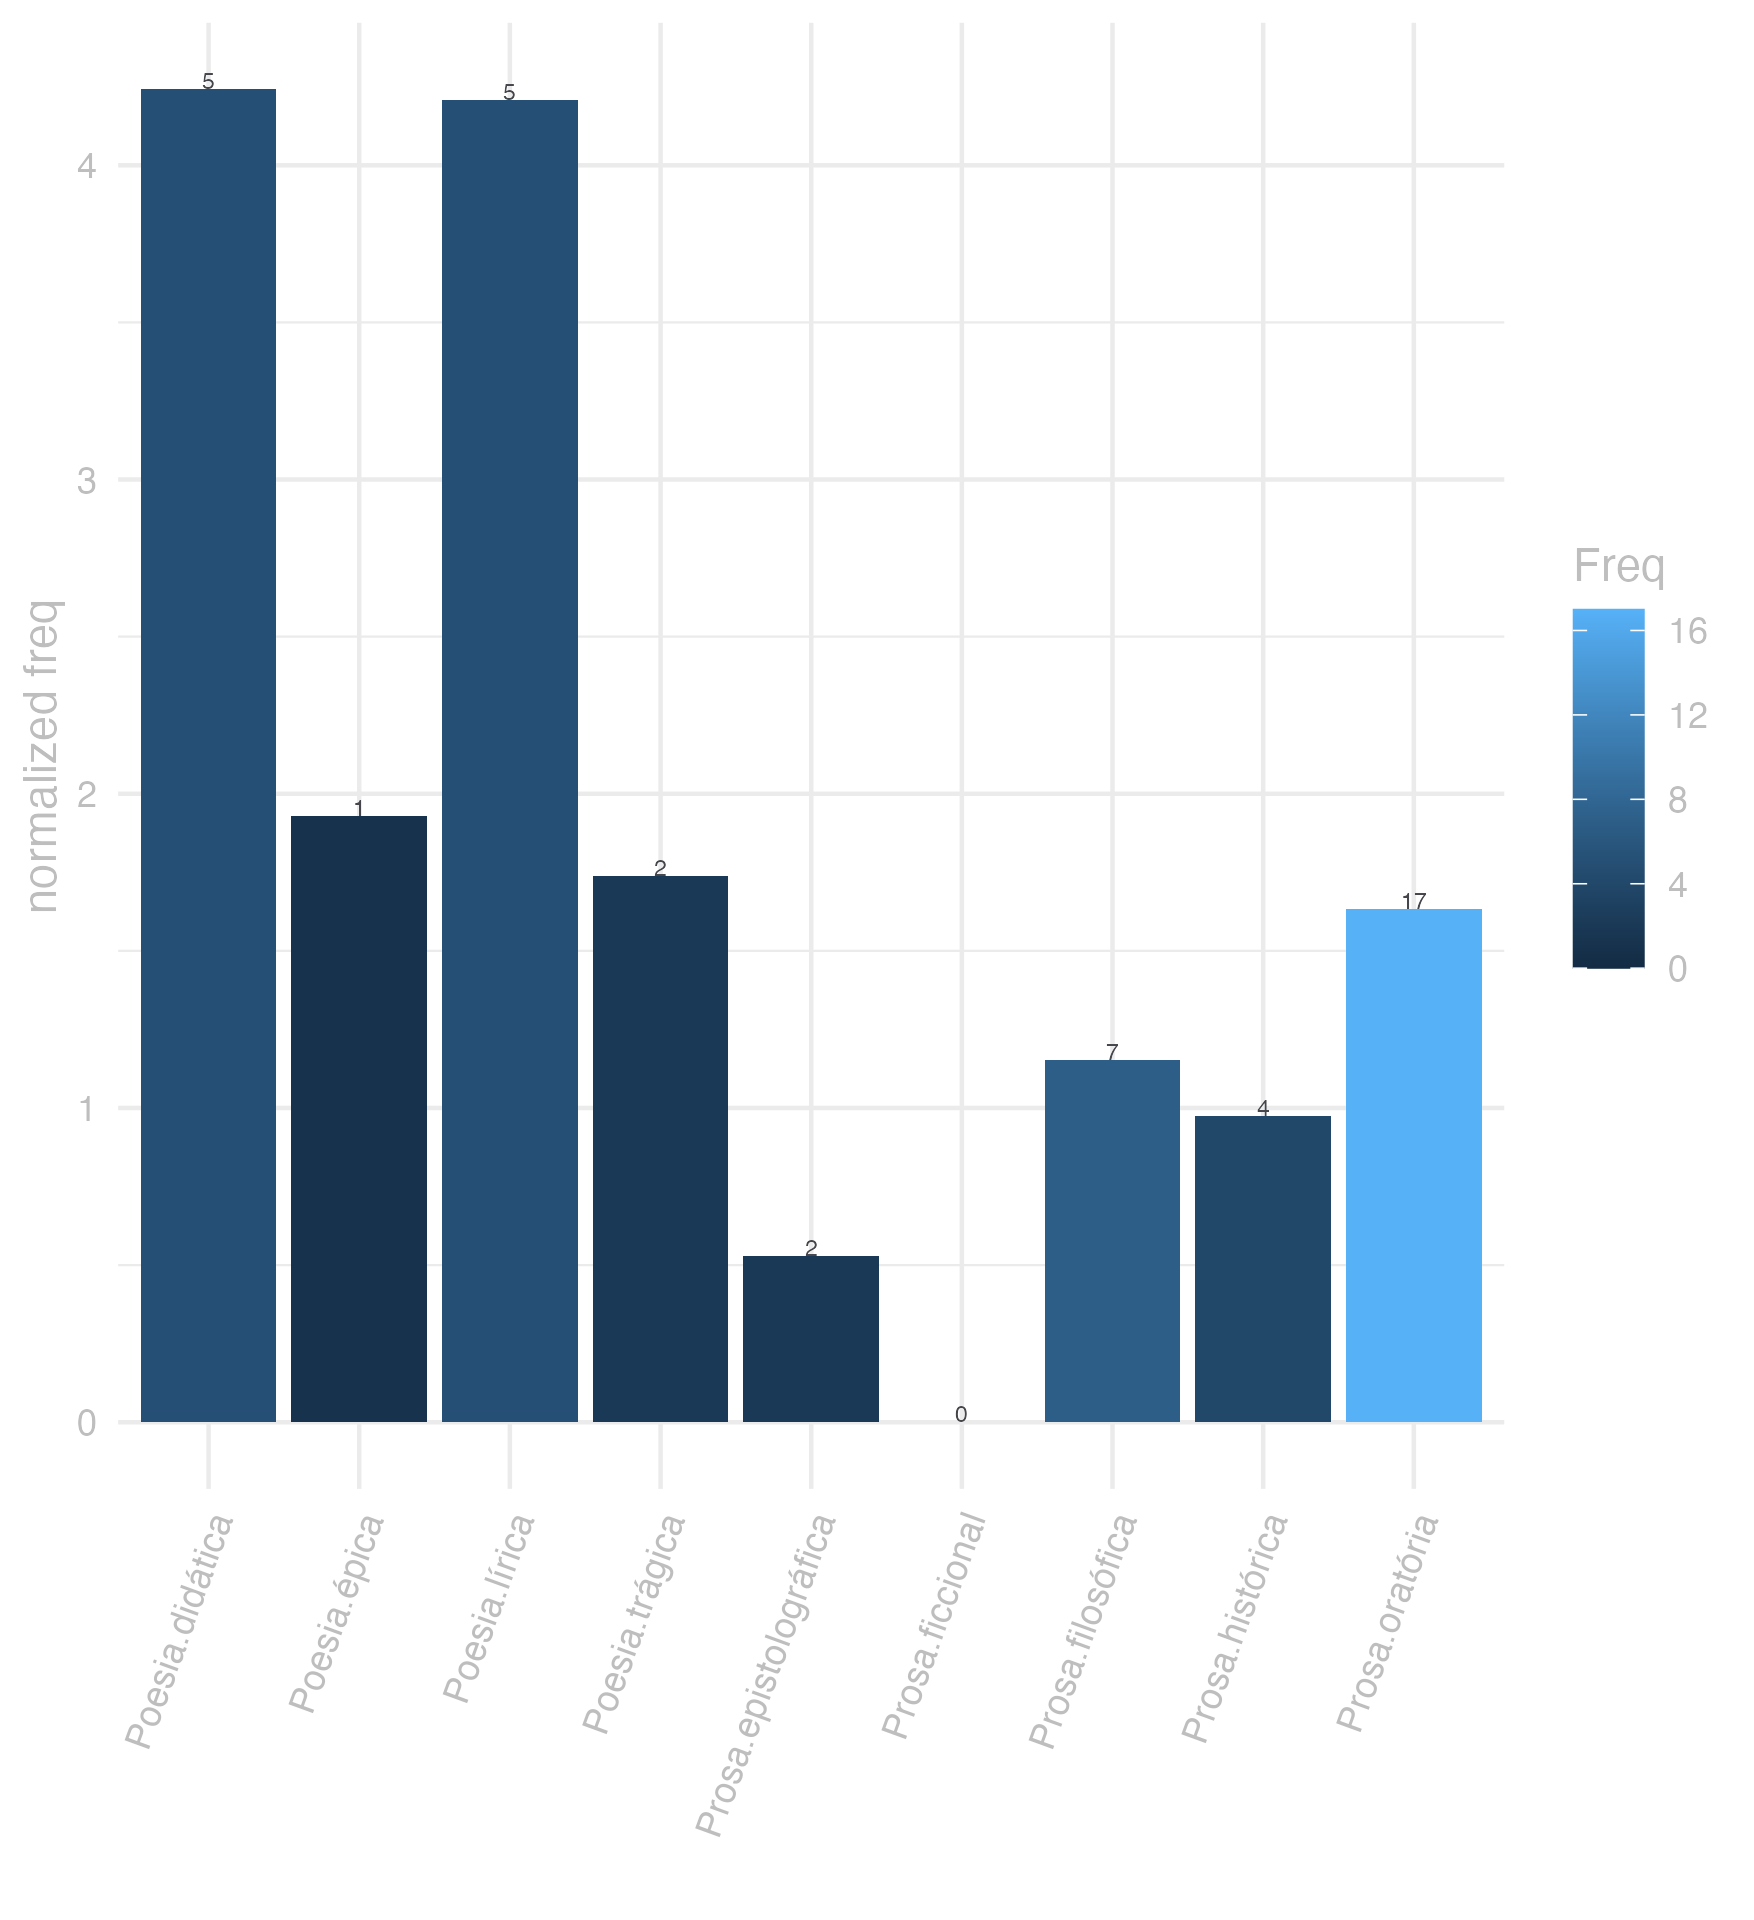 5
5
1
2
2
0
7
4
17
4
3
2
1
0
normalized freq
Poesia.didática
Poesia.épica
Poesia.lírica
Poesia.trágica
Prosa.epistolográfica
Prosa.ficcional
Prosa.filosófica
Prosa.histórica
Prosa.oratória
Freq
16
12
8
4
0